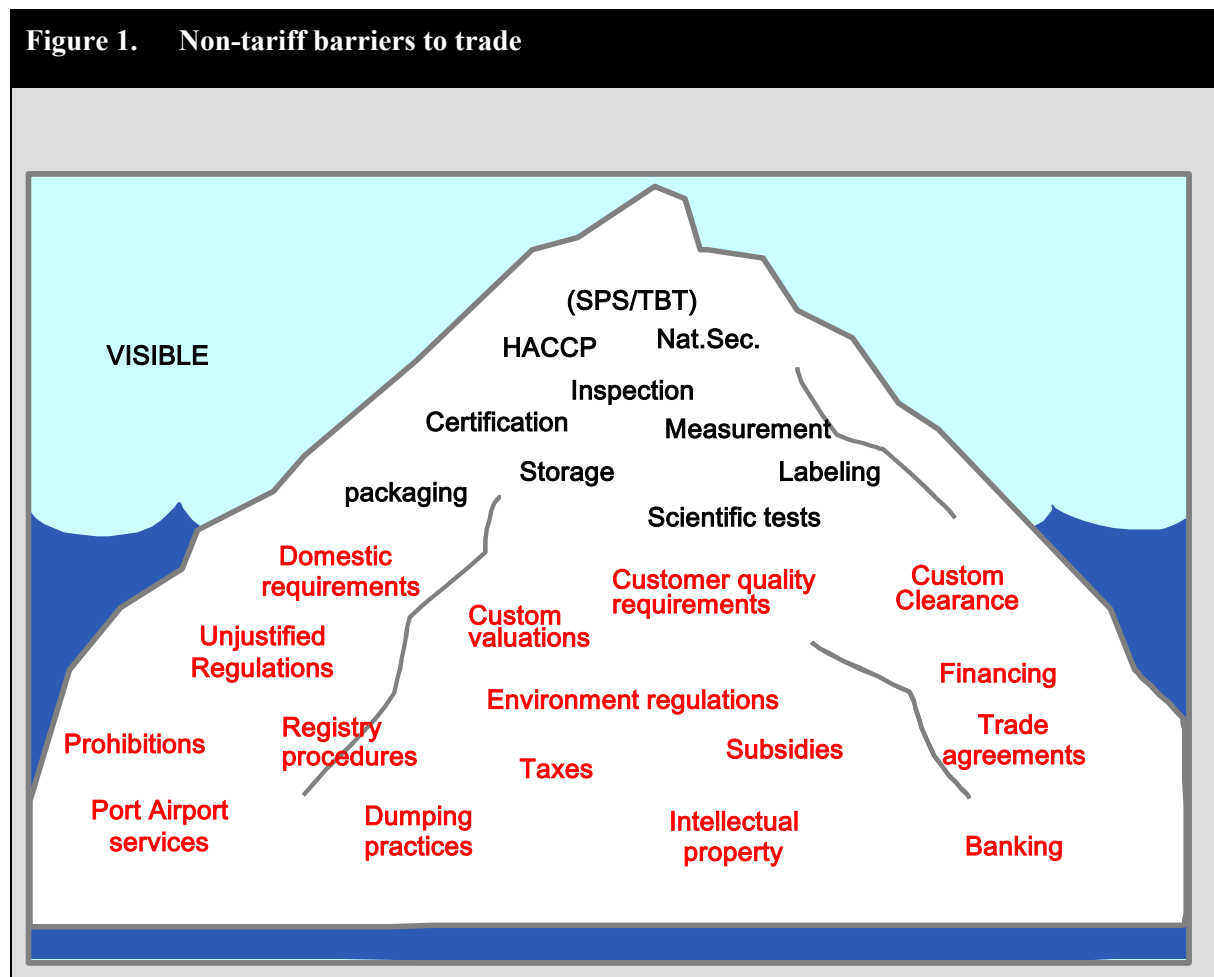 Figure 1. Non-tariff barriers to trade
(SPS/TBT)
Nat.Sec.
HACCP
VISIBLE
Inspection
Certification
Measurement
Storage
Labeling
packaging
Scientific tests
Domestic
requirements
Customer quality
requirements
Custom
Clearance
Custom
valuations
Unjustified
Regulations
Financing
Environment regulations
Registry
procedures
Prohibitions
Trade
agreements
Subsidies
Taxes
Port Airport
services
Dumping
practices
Intellectual
property
Banking